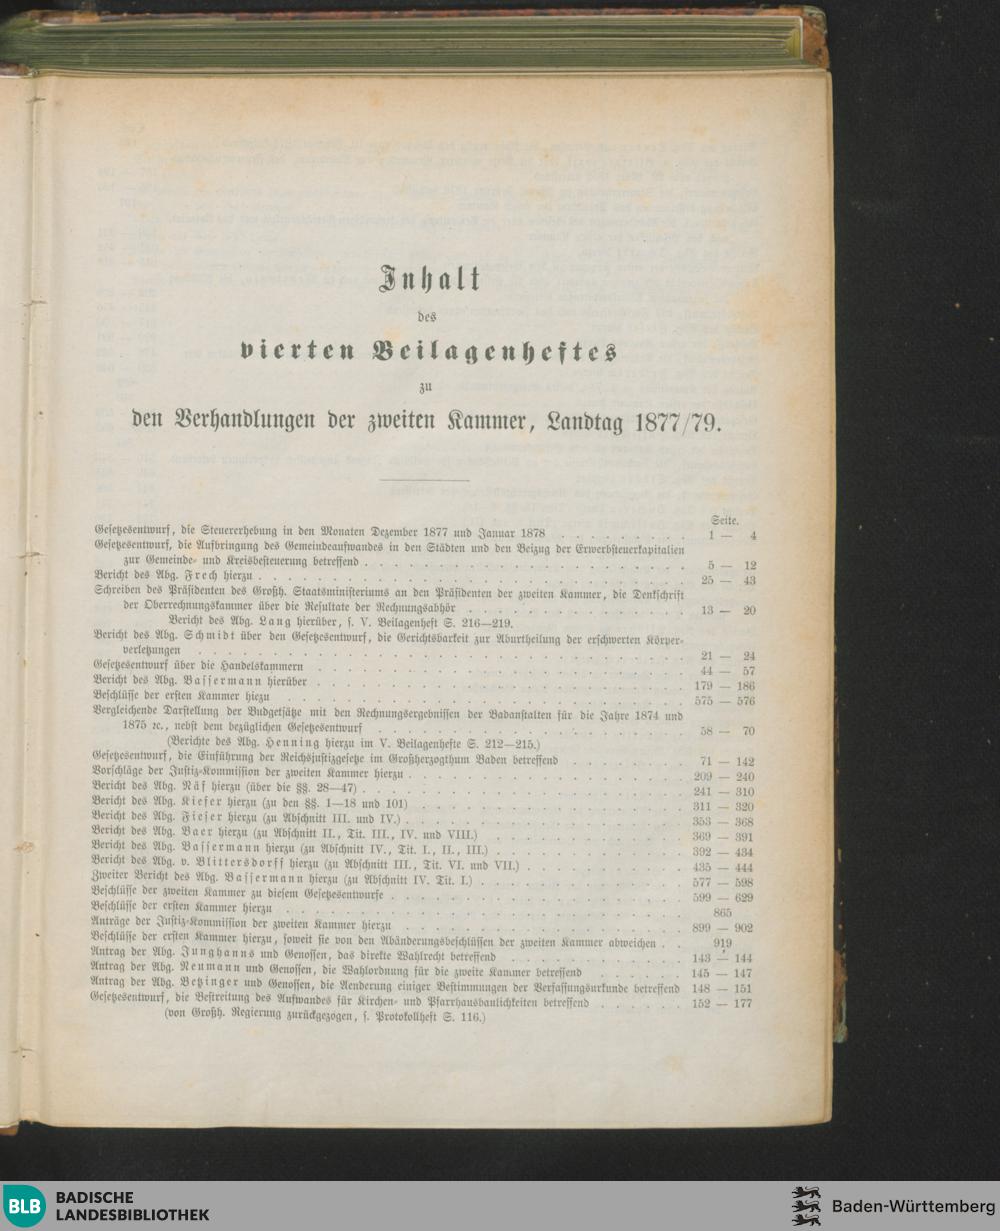 Inhalt
des
vierten Beilagenheftes
zu
den Verhandlungen der zweiten Kammer, Landtag 1877/79.
Seite.
Gesetzesentwurf, die Steuererhebung in den Monaten Dezember 1877 und Januar 1878 . . . . . . . . . 1 — 4
Gesetzesentwurf, die Aufbringung des Gemeindeaufwandes in den Städten und den Beizug der Erwerbsteuerkapitalien
zur Gemeinde- und Kreisbesteuerung betreffend . . . . . . . . . . . . . . . . . . . . . . 5 — 12
Bericht des Abg. Frech hierzu . . . . . . . . . . . . . . . . . . . . . . . . . . . . . 25 — 43
Schreiben des Präsidenten des Großh. Staatsministeriums an den Präsidenten der zweiten Kammer, die Denkschrift
der Oberrechnungskammer über die Resultate der Rechnungsabhör . . . . . . . . . . . . . . . 13 — 20
Bericht des Abg. Lang hierüber, s. V. Beilagenheft S. 216—219.
Bericht des Abg. Schmidt über den Gesetzesentwurf, die Gerichtsbarkeit zur Aburtheilung der erschwerten Körper-
verletzungen . . . . . . . . . . . . . . . . . . . . . . . . . . . . . . . . . 21 — 24
Gesetzesentwurf über die Handelskammern . . . . . . . . . . . . . . . . . . . . . . . . . 44 — 57
Bericht des Abg. Bassermann hierüber . . . . . . . . . . . . . . . . . . . . . . . . . 179 — 186
Beschlüsse der ersten Kammer hiezu . . . . . . . . . . . . . . . . . . . . . . . . . . . 575 — 576
Vergleichende Darstellung der Budgetsätze mit den Rechnungsergebnissen der Badanstalten für die Jahre 1874 und
1875 ꝛc., nebst dem bezüglichen Gesetzesentwurf . . . . . . . . . . . . . . . . . . . . . 58 — 70
(Berichte des Abg. Henning hierzu im V. Beilagenhefte S. 212—215.)
Gesetzesentwurf, die Einführung der Reichsjustizgesetze im Großherzogthum Baden betreffend . . . . . . . . 71 — 142
Vorschläge der Justiz-Kommission der zweiten Kammer hierzu . . . . . . . . . . . . . . . . . . . 209 — 240
Bericht des Abg. Näf hierzu (über die §§. 28—47) . . . . . . . . . . . . . . . . . . . . . . 241 — 310
Bericht des Abg. Kiefer hierzu (zu den §§. 1—18 und 101) . . . . . . . . . . . . . . . . . . 311 — 320
Bericht des Abg. Fieser hierzu (zu Abschnitt III. und IV.) . . . . . . . . . . . . . . . . . . . 353 — 368
Bericht des Abg. Baer hierzu (zu Abschnitt II., Tit. III., IV. und VIII.) . . . . . . . . . . . . . 369 — 391
Bericht des Abg. Bassermann hierzu (zu Abschnitt IV., Tit. I., II., III.) . . . . . . . . . . . . . 392 — 434
Bericht des Abg. v. Blittersdorff hierzu (zu Abschnitt III., Tit. VI. und VII.) . . . . . . . . . . . 435 — 444
Zweiter Bericht des Abg. Bassermann hierzu (zu Abschnitt IV. Tit. I.) . . . . . . . . . . . . . . 577 — 598
Beschlüsse der zweiten Kammer zu diesem Gesetzesentwurfe . . . . . . . . . . . . . . . . . . . . 599 — 629
Beschlüsse der ersten Kammer hierzu . . . . . . . . . . . . . . . . . . . . . . . . . . . 865
Anträge der Justiz-Kommission der zweiten Kammer hierzu . . . . . . . . . . . . . . . . . . . . 899 — 902
Beschlüsse der ersten Kammer hierzu, soweit sie von den Abänderungsbeschlüssen der zweiten Kammer abweichen . . 919
Antrag der Abg. Junghanns und Genossen, das direkte Wahlrecht betreffend . . . . . . . . . . . . 143 — 144
Antrag der Abg. Neumann und Genossen, die Wahlordnung für die zweite Kammer betreffend . . . . . . 145 — 147
Antrag der Abg. Betzinger und Genossen, die Aenderung einiger Bestimmungen der Verfassungsurkunde betreffend 148 — 151
Gesetzesentwurf, die Bestreitung des Aufwandes für Kirchen- und Pfarrhausbaulichkeiten betreffend . . . . . . 152 — 177
(von Großh. Regierung zurückgezogen, s. Protokollheft S. 116.)
BLB BADISCHE
LANDESBIBLIOTHEK
Baden-Württemberg